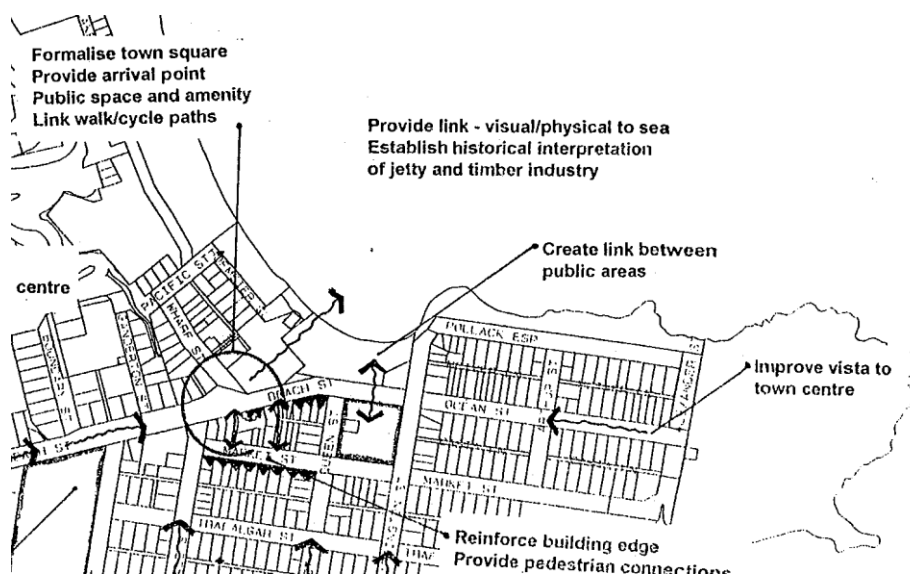 Formalise town square
Provide arrival point
Public space and amenity
Link walk/cycle paths
Provide link - visual/physical to sea
Establish historical interpretation
of jetty and timber industry
Create link between
public areas
centre
PACIFIC ST
WHARF ST
POLLACK ESP
BEACH ST
OCEAN ST
Improve vista to
town centre
QUEEN ST
MARKET ST
MARKET ST
TRAFALGAR ST
Reinforce building edge
Provide pedestrian connections